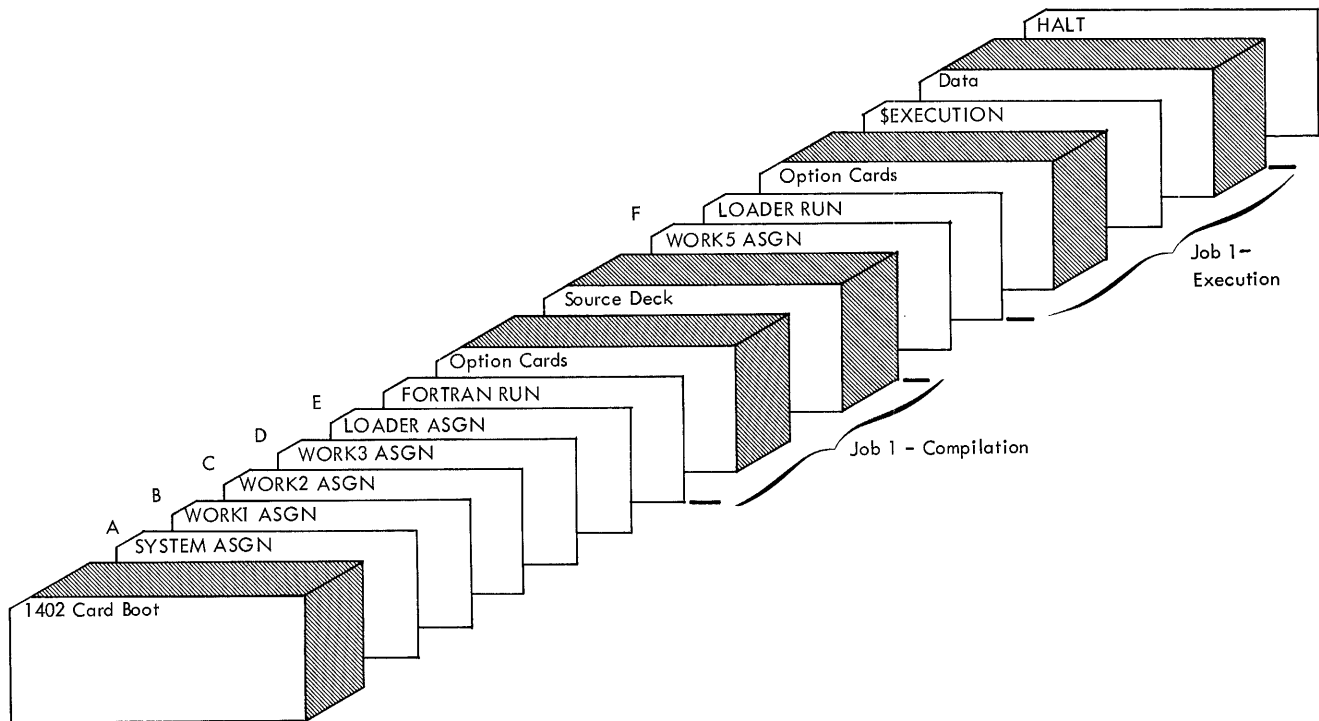 HALT
Data
$EXECUTION
Option Cards
LOADER RUN
F
WORK5 ASGN
Job 1-
Execution
Source Deck
Option Cards
FORTRAN RUN
E
LOADER ASGN
D
WORK3 ASGN
Job 1 - Compilation
C
WORK2 ASGN
B
WORK1 ASGN
A
SYSTEM ASGN
1402 Card Boot